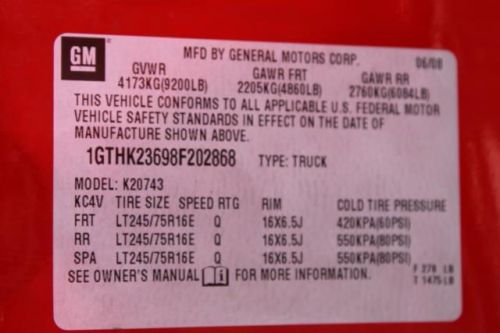 GM
MFD BY GENERAL MOTORS CORP. 06/08
GVWR GAWR FRT GAWR RR
4173KG(9200LB) 2205KG(4860LB) 2760KG(6084LB)
THIS VEHICLE CONFORMS TO ALL APPLICABLE U.S. FEDERAL MOTOR
VEHICLE SAFETY STANDARDS IN EFFECT ON THE DATE OF
MANUFACTURE SHOWN ABOVE.
1GTHK23698F202868 TYPE: TRUCK
MODEL: K20743
KC4V TIRE SIZE SPEED RTG RIM COLD TIRE PRESSURE
FRT LT245/75R16E Q 16X6.5J 420KPA(60PSI)
RR LT245/75R16E Q 16X6.5J 550KPA(80PSI)
SPA LT245/75R16E Q 16X6.5J 550KPA(80PSI)
SEE OWNER'S MANUAL FOR MORE INFORMATION.
F 278 LB
T 1475 LB